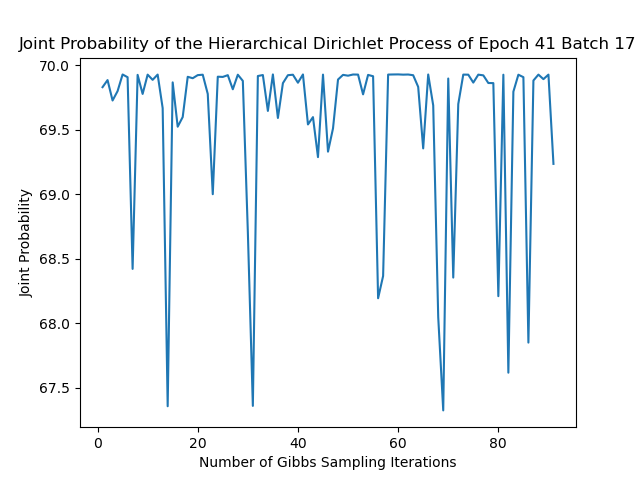 Joint Probability of the Hierarchical Dirichlet Process of Epoch 41 Batch 17
70.0
69.5
69.0
68.5
68.0
67.5
Joint Probability
0 20 40 60 80
Number of Gibbs Sampling Iterations